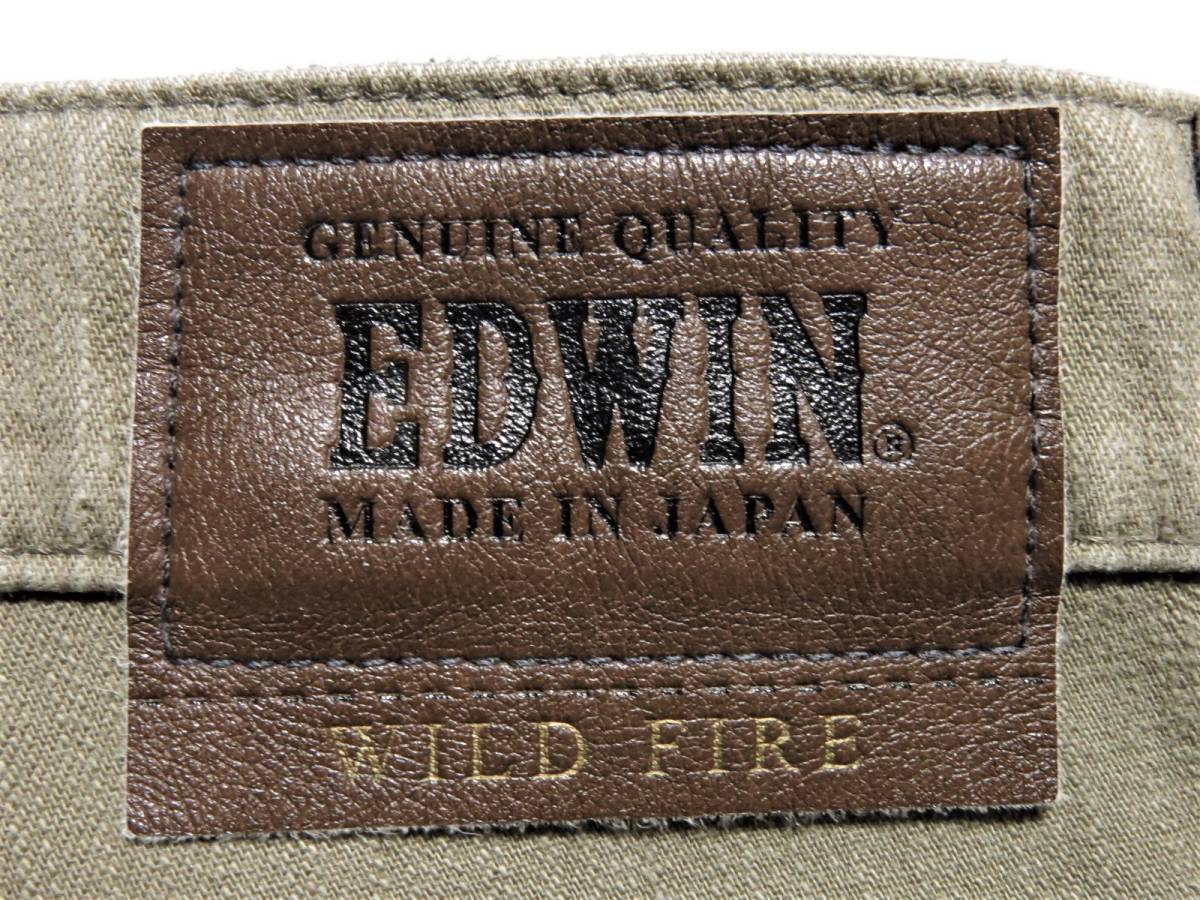 GENUINE QUALITY
EDWIN®
MADE IN JAPAN
WILD FIRE